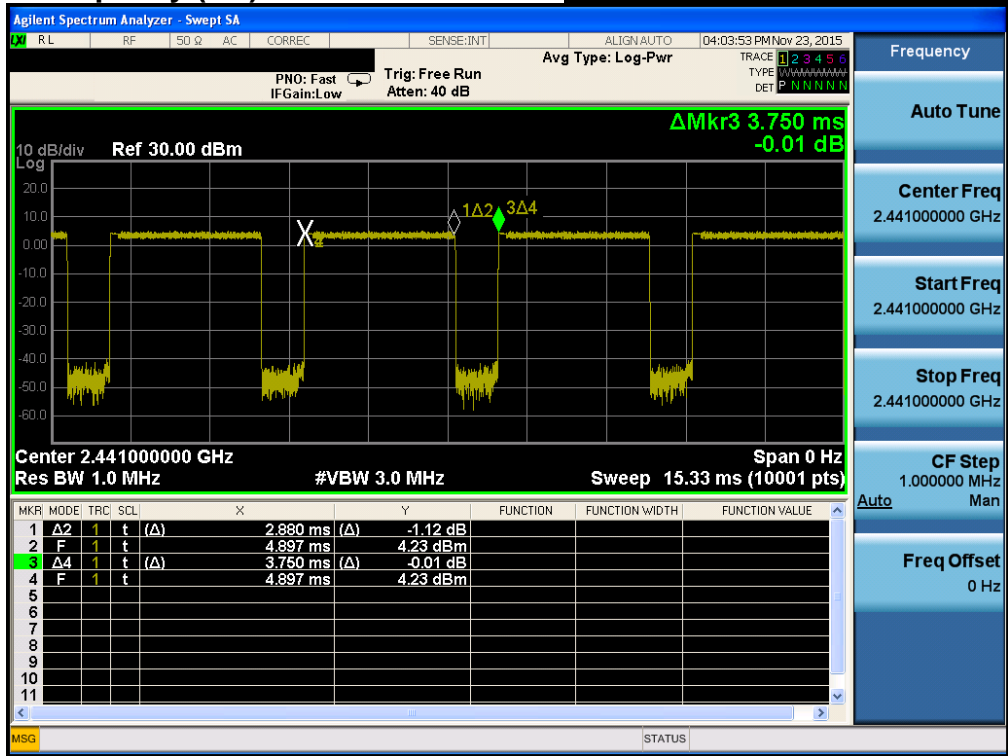 Agilent Spectrum Analyzer - Swept SA
LXI RL RF 50 Ω AC CORREC SENSE:INT ALIGN AUTO 04:03:53 PM Nov 23, 2015
Avg Type: Log-Pwr TRACE 1 2 3 4 5 6
PNO: Fast Trig: Free Run TYPE
IFGain:Low Atten: 40 dB DET P N N N N N
ΔMkr3 3.750 ms
-0.01 dB
10 dB/div Ref 30.00 dBm
Log
20.0
10.0
0.00
-10.0
-20.0
-30.0
-40.0
-50.0
-60.0
1Δ2
3Δ4
4
Center 2.441000000 GHz Span 0 Hz
Res BW 1.0 MHz #VBW 3.0 MHz Sweep 15.33 ms (10001 pts)
MKR MODE TRC SCL X Y FUNCTION FUNCTION WIDTH FUNCTION VALUE
1 Δ2 1 t (Δ) 2.880 ms (Δ) -1.12 dB
2 F 1 t 4.897 ms 4.23 dBm
3 Δ4 1 t (Δ) 3.750 ms (Δ) -0.01 dB
4 F 1 t 4.897 ms 4.23 dBm
5
6
7
8
9
10
11
MSG STATUS
Frequency
Auto Tune
Center Freq
2.441000000 GHz
Start Freq
2.441000000 GHz
Stop Freq
2.441000000 GHz
CF Step
1.000000 MHz
Auto Man
Freq Offset
0 Hz